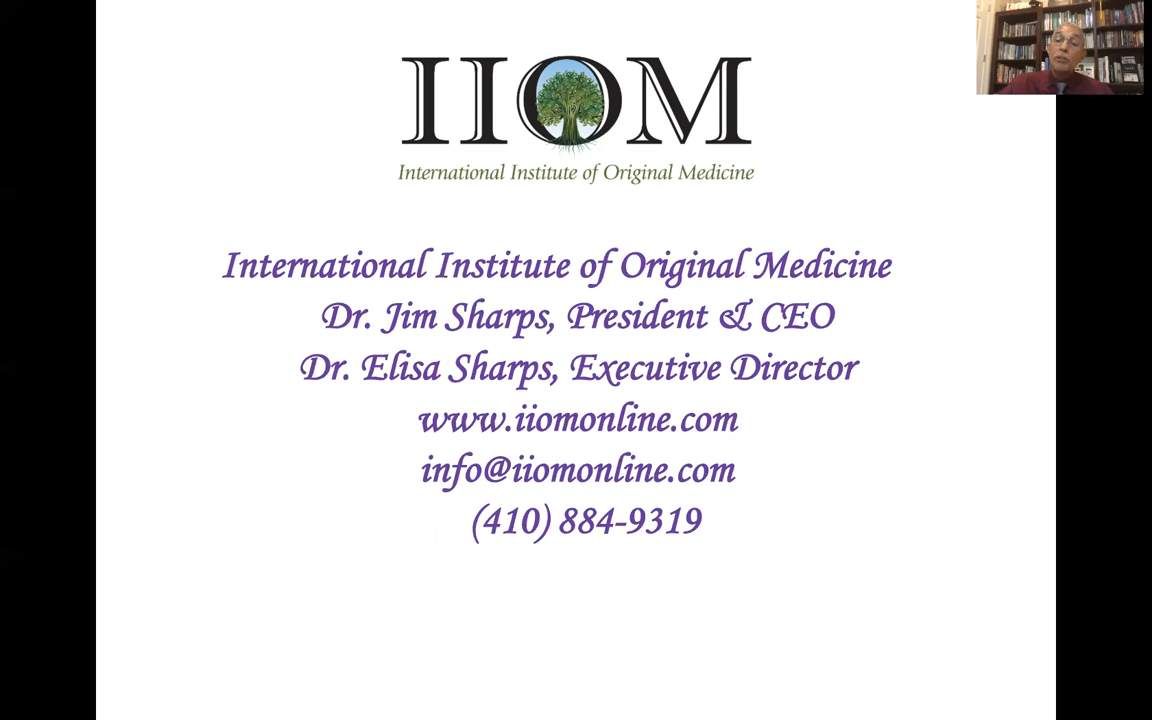 IIOM
International Institute of Original Medicine
International Institute of Original Medicine
Dr. Jim Sharps, President & CEO
Dr. Elisa Sharps, Executive Director
www.iiomonline.com
info@iiomonline.com
(410) 884-9319